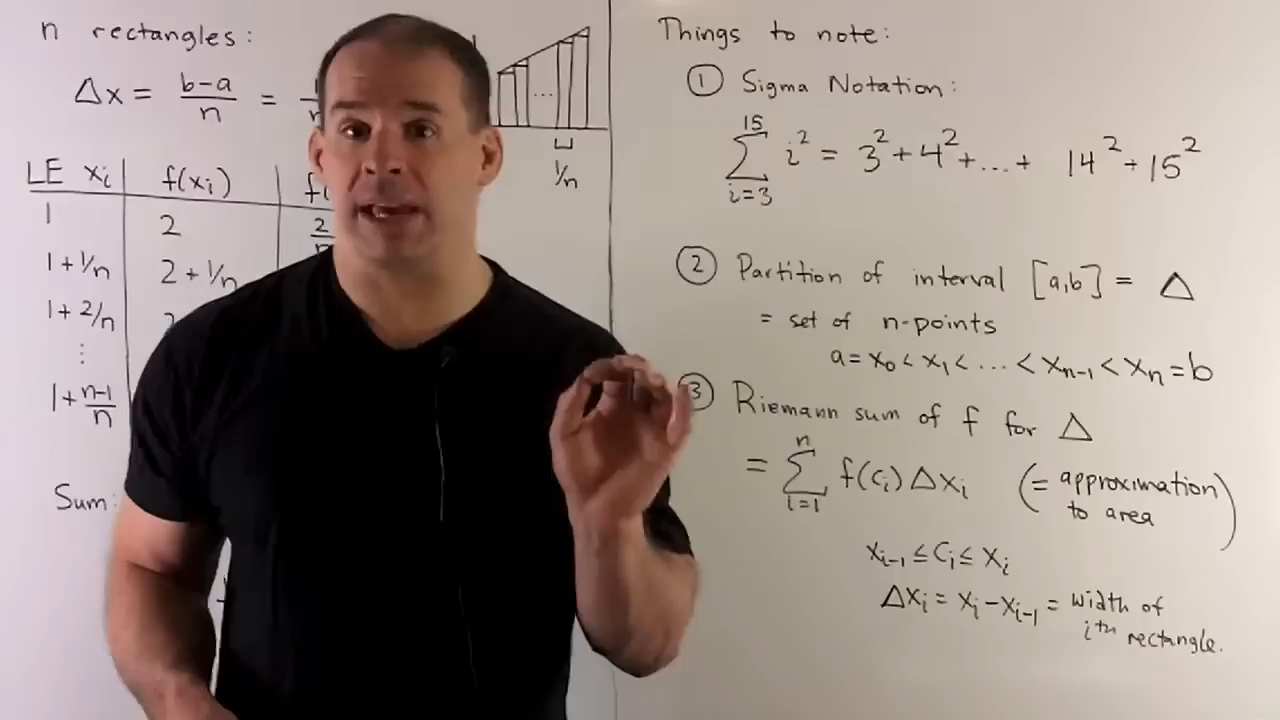 n rectangles:
Δx = b-a/n = 1/n
LE xᵢ f(xᵢ) f(
1 2 2/n
1 + 1/n 2 + 1/n
1 + 2/n
⋮
1 + n-1/n
Sum:
...
1/n
Things to note:
① Sigma Notation:
15
∑ i² = 3² + 4² + ... + 14² + 15²
i=3
② Partition of interval [a,b] = Δ
= set of n-points
a = x₀ < x₁ < ... < xₙ₋₁ < xₙ = b
③ Riemann sum of f for Δ
n
= ∑ f(cᵢ) Δxᵢ (= approximation
i=1
to area)
xᵢ₋₁ ≤ cᵢ ≤ xᵢ
Δxᵢ = xᵢ - xᵢ₋₁ = width of
iᵗʰ rectangle.